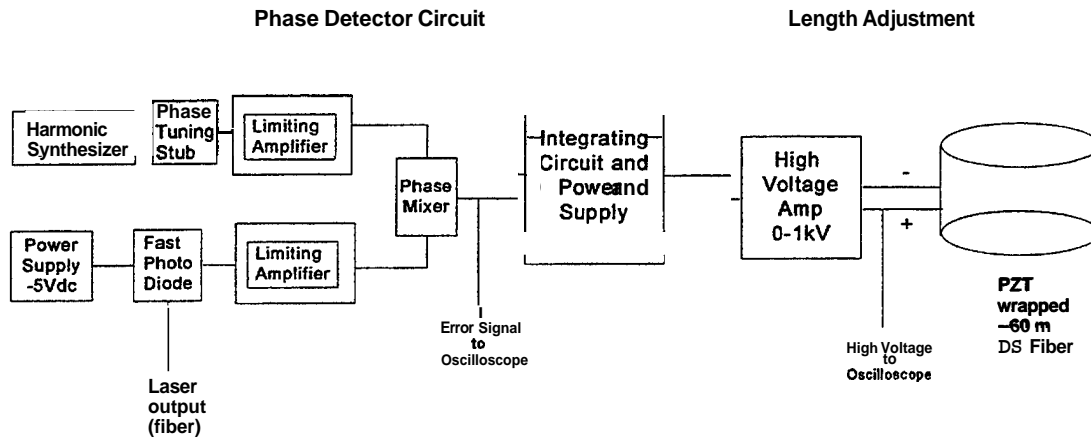 Phase Detector Circuit
Length Adjustment
Harmonic
Synthesizer
Phase
Tuning
Stub
Limiting
Amplifier
Phase
Mixer
Integrating
Circuit and
Powerand
Supply
High
Voltage
Amp
0-1kV
-
+
Power
Supply
-5Vdc
Fast
Photo
Diode
Limiting
Amplifier
Error Signal
to
Oscilloscope
High Voltage
to
Oscilloscope
PZT
wrapped
~60 m
DS Fiber
Laser
output
(fiber)